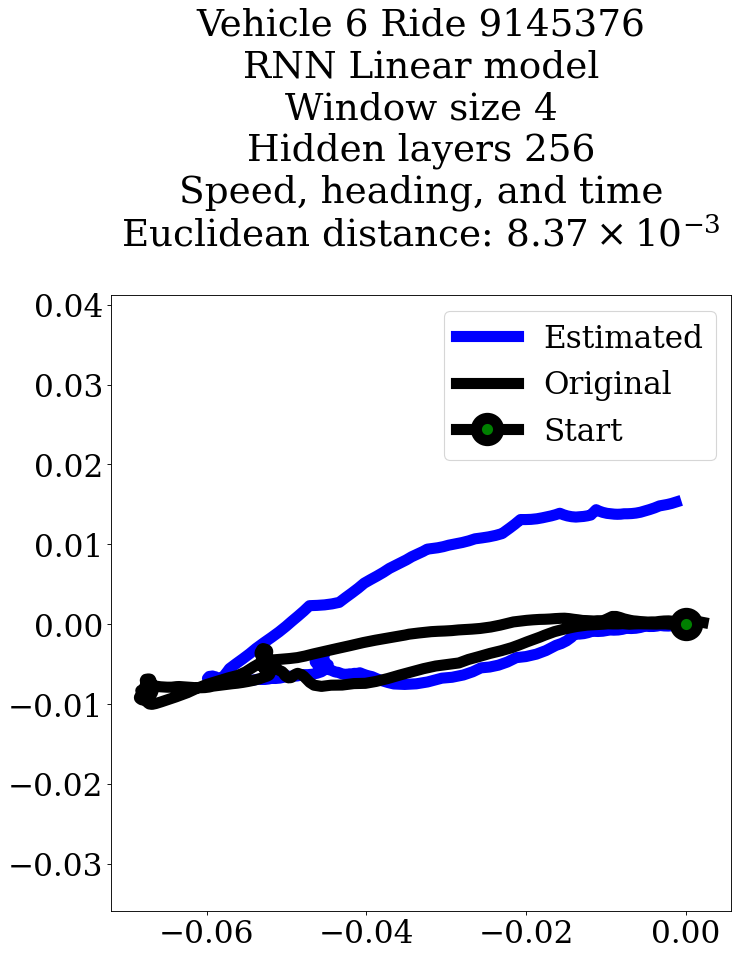 Vehicle 6 Ride 9145376
RNN Linear model
Window size 4
Hidden layers 256
Speed, heading, and time
Euclidean distance: 8.37 × 10⁻³
0.04
0.03
0.02
0.01
0.00
−0.01
−0.02
−0.03
Estimated
Original
Start
−0.06
−0.04
−0.02
0.00